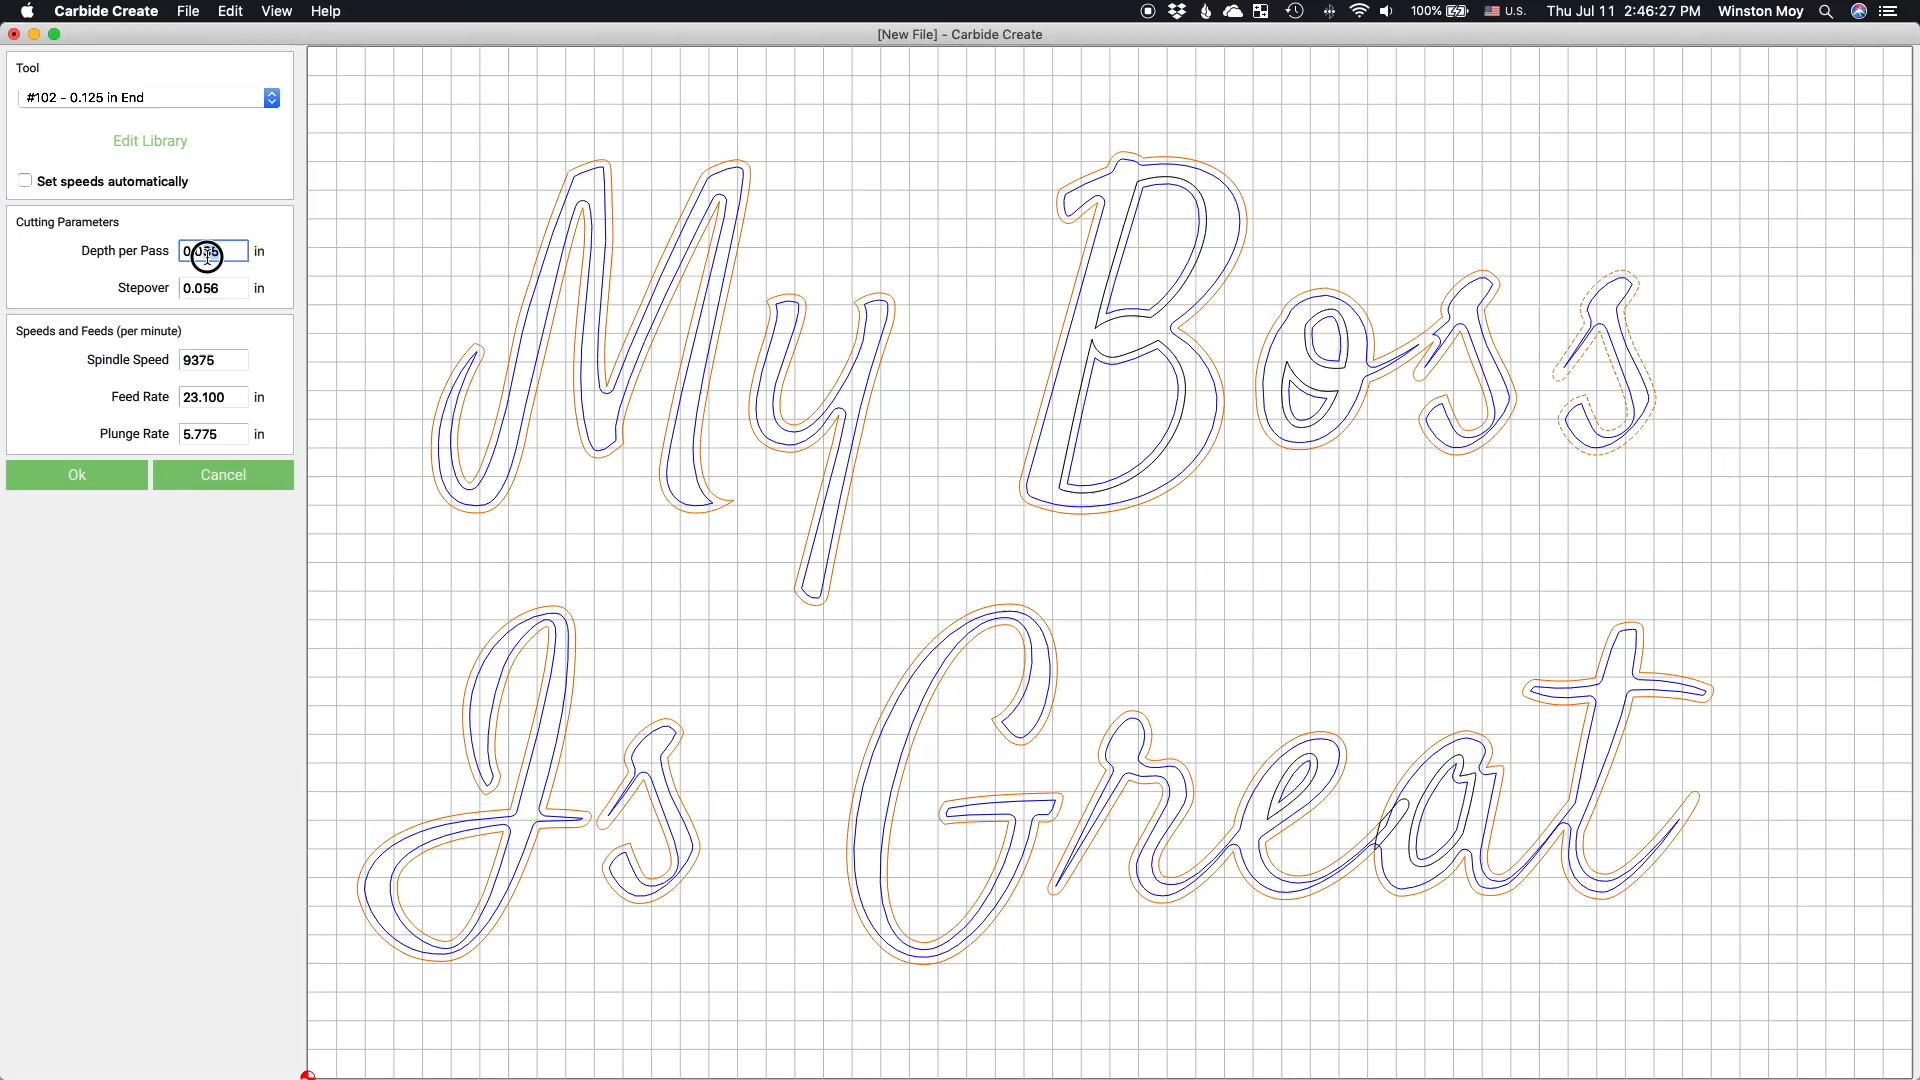 Carbide Create File Edit View Help
100% U.S. Thu Jul 11 2:46:27 PM Winston Moy
[New File] - Carbide Create
Tool
#102 - 0.125 in End
Edit Library
Set speeds automatically
Cutting Parameters
Depth per Pass in
Stepover 0.056 in
Speeds and Feeds (per minute)
Spindle Speed 9375
Feed Rate 23.100 in
Plunge Rate 5.775 in
Ok Cancel
My Boss
Is Great